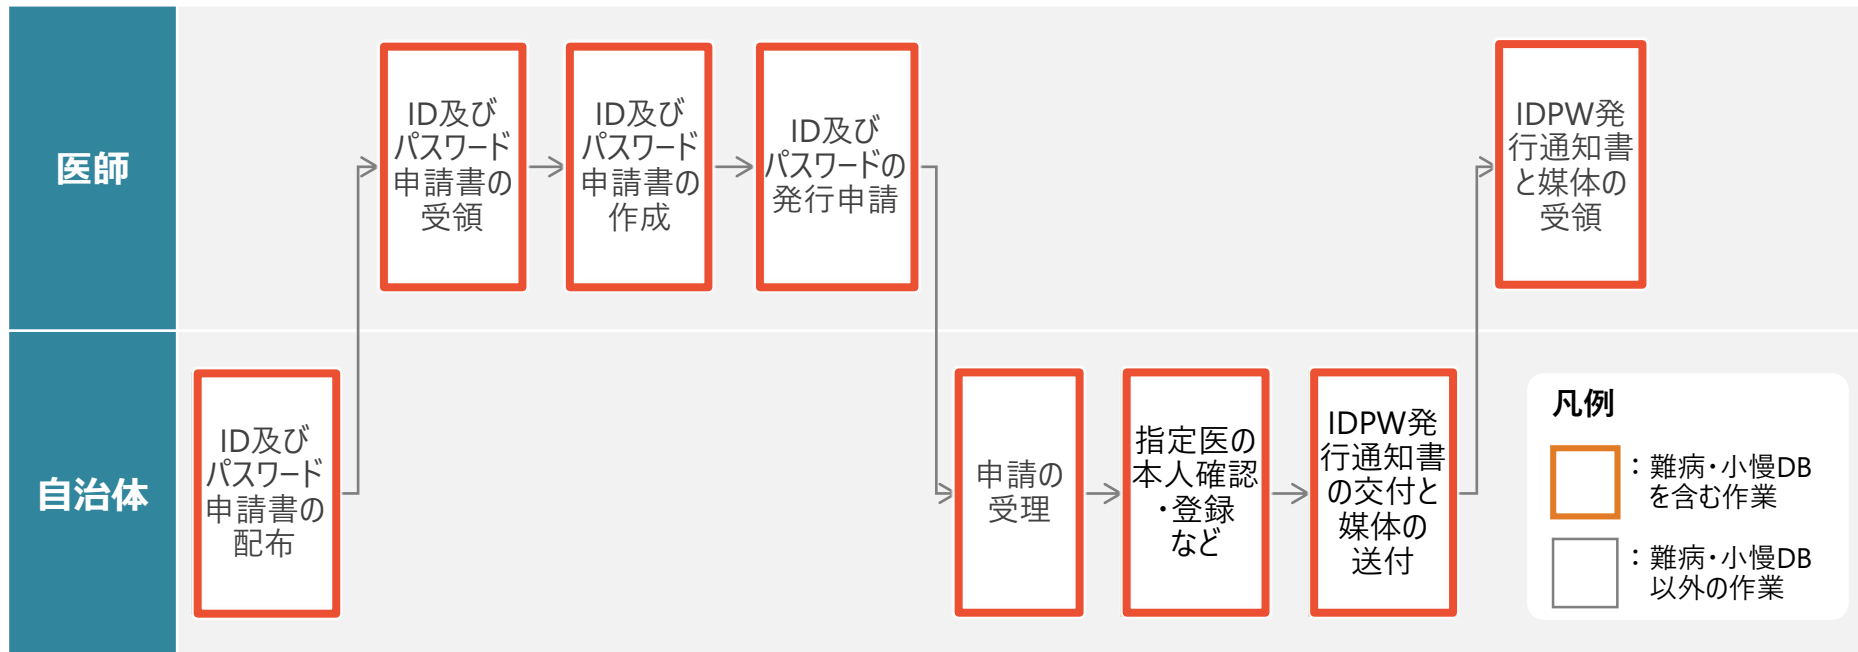 医師
ID及び
パスワード
申請書の
受領
ID及び
パスワード
申請書の
作成
ID及び
パスワードの
発行申請
IDPW発
行通知書
と媒体の
受領
自治体
ID及び
パスワード
申請書の
配布
申請の
受理
指定医の
本人確認
・登録
など
IDPW発
行通知書
の交付と
媒体の
送付
凡例
：難病・小慢DB
を含む作業
：難病・小慢DB
以外の作業